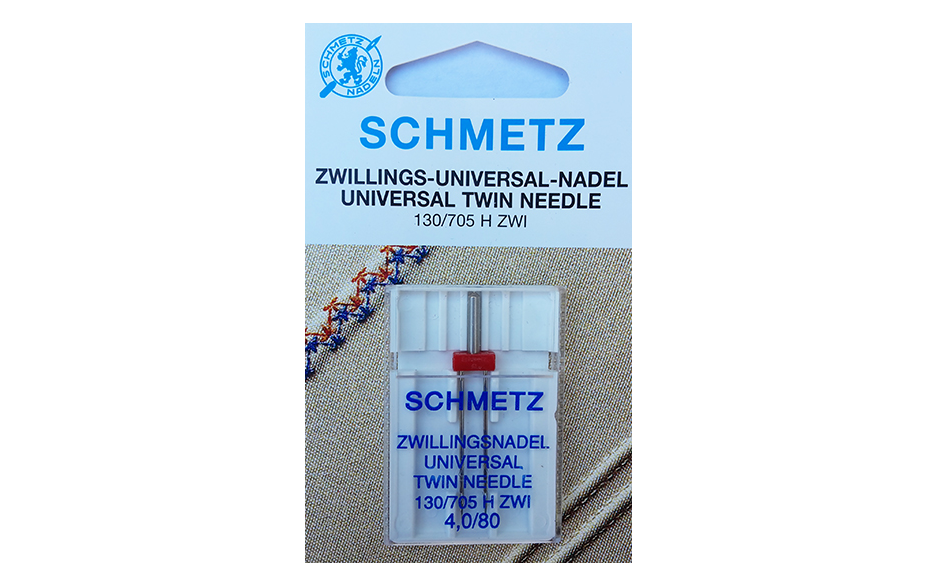 SCHMETZ
NADELN
SCHMETZ
ZWILLINGS-UNIVERSAL-NADEL
UNIVERSAL TWIN NEEDLE
130/705 H ZWI
SCHMETZ
ZWILLINGSNADEL
UNIVERSAL
TWIN NEEDLE
130/705 H ZWI
4,0/80